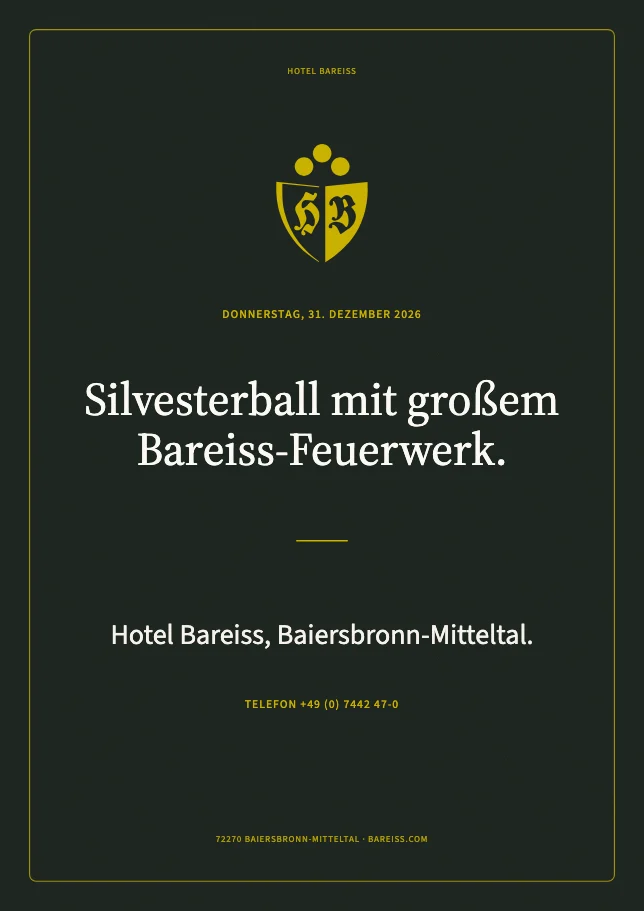 HOTEL BAREISS
H B
DONNERSTAG, 31. DEZEMBER 2026
Silvesterball mit großem
Bareiss-Feuerwerk.
Hotel Bareiss, Baiersbronn-Mitteltal.
TELEFON +49 (0) 7442 47-0
72270 BAIERSBRONN-MITTELTAL · BAREISS.COM